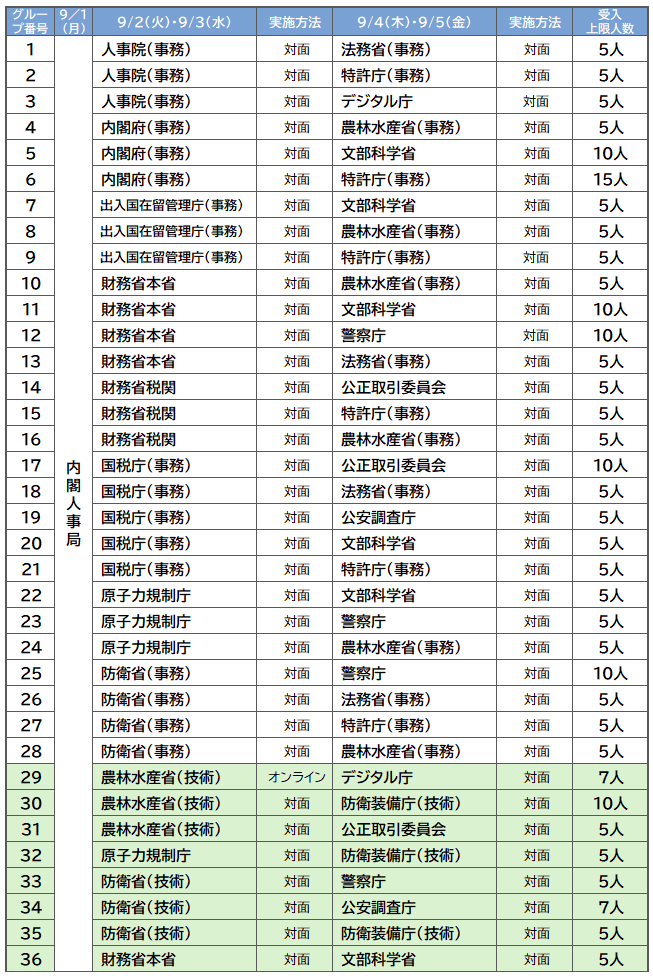 グループ番号 9/1(月) 9/2(火)・9/3(水) 実施方法 9/4(木)・9/5(金) 実施方法 受入上限人数
1 人事院(事務) 対面 法務省(事務) 対面 5人
2 人事院(事務) 対面 特許庁(事務) 対面 5人
3 人事院(事務) 対面 デジタル庁 対面 5人
4 内閣府(事務) 対面 農林水産省(事務) 対面 5人
5 内閣府(事務) 対面 文部科学省 対面 10人
6 内閣府(事務) 対面 特許庁(事務) 対面 15人
7 出入国在留管理庁(事務) 対面 文部科学省 対面 5人
8 出入国在留管理庁(事務) 対面 農林水産省(事務) 対面 5人
9 出入国在留管理庁(事務) 対面 特許庁(事務) 対面 5人
10 財務省本省 対面 農林水産省(事務) 対面 5人
11 財務省本省 対面 文部科学省 対面 10人
12 財務省本省 対面 警察庁 対面 10人
13 財務省本省 対面 法務省(事務) 対面 5人
14 財務省税関 対面 公正取引委員会 対面 5人
15 財務省税関 対面 特許庁(事務) 対面 5人
16 財務省税関 対面 農林水産省(事務) 対面 5人
17 国税庁(事務) 対面 公正取引委員会 対面 10人
内閣人事局
18 国税庁(事務) 対面 法務省(事務) 対面 5人
19 国税庁(事務) 対面 公安調査庁 対面 5人
20 国税庁(事務) 対面 文部科学省 対面 5人
21 国税庁(事務) 対面 特許庁(事務) 対面 5人
22 原子力規制庁 対面 文部科学省 対面 5人
23 原子力規制庁 対面 警察庁 対面 5人
24 原子力規制庁 対面 農林水産省(事務) 対面 5人
25 防衛省(事務) 対面 警察庁 対面 10人
26 防衛省(事務) 対面 法務省(事務) 対面 5人
27 防衛省(事務) 対面 特許庁(事務) 対面 5人
28 防衛省(事務) 対面 農林水産省(事務) 対面 5人
29 農林水産省(技術) オンライン デジタル庁 対面 7人
30 農林水産省(技術) 対面 防衛装備庁(技術) 対面 10人
31 農林水産省(技術) 対面 公正取引委員会 対面 5人
32 原子力規制庁 対面 防衛装備庁(技術) 対面 5人
33 防衛省(技術) 対面 警察庁 対面 5人
34 防衛省(技術) 対面 公安調査庁 対面 7人
35 防衛省(技術) 対面 防衛装備庁(技術) 対面 5人
36 財務省本省 対面 文部科学省 対面 5人